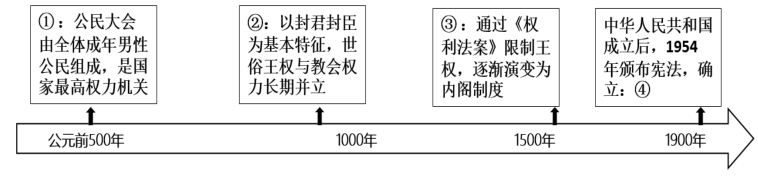 ①：公民大会
由全体成年男性
公民组成，是国
家最高权力机关
②：以封君封臣
为基本特征，世
俗王权与教会权
力长期并立
③：通过《权
利法案》限制王
权，逐渐演变为
内阁制度
中华人民共和国
成立后，1954
年颁布宪法，确
立：④
公元前500年
1000年
1500年
1900年